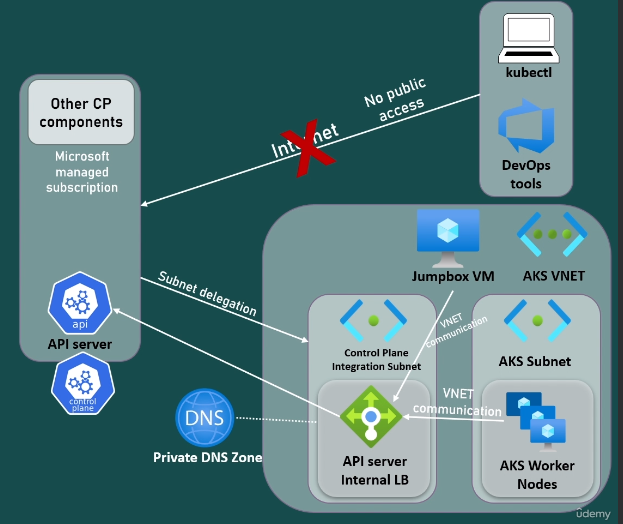 kubectl
DevOps
tools
No public
access
Internet
Other CP
components
Microsoft
managed
subscription
api
API server
control
plane
Subnet delegation
Jumpbox VM
AKS VNET
VNET
communication
Control Plane
Integration Subnet
AKS Subnet
VNET
communication
DNS
Private DNS Zone
API server
Internal LB
AKS Worker
Nodes
ûdemy